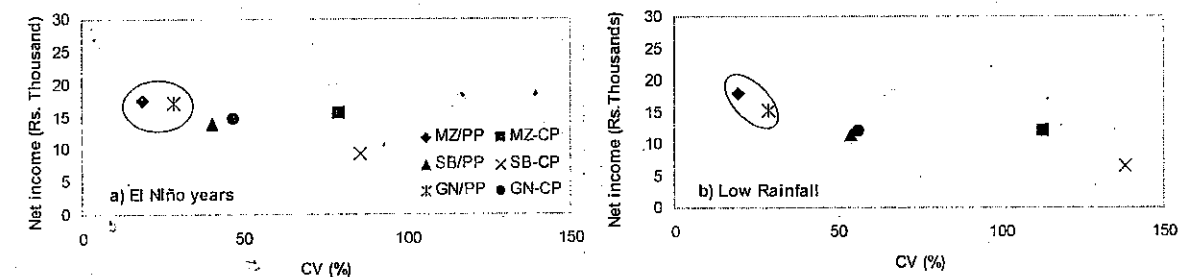 Net income (Rs. Thousand)
30
25
20
15
10
5
0
a) El Niño years
◆ MZ/PP ■ MZ-CP
▲ SB/PP × SB-CP
ж GN/PP ● GN-CP
0 50 100 150
CV (%)
Net income (Rs.Thousands)
30
25
20
15
10
5
0
b) Low Rainfall
0 50 100 150
CV (%)